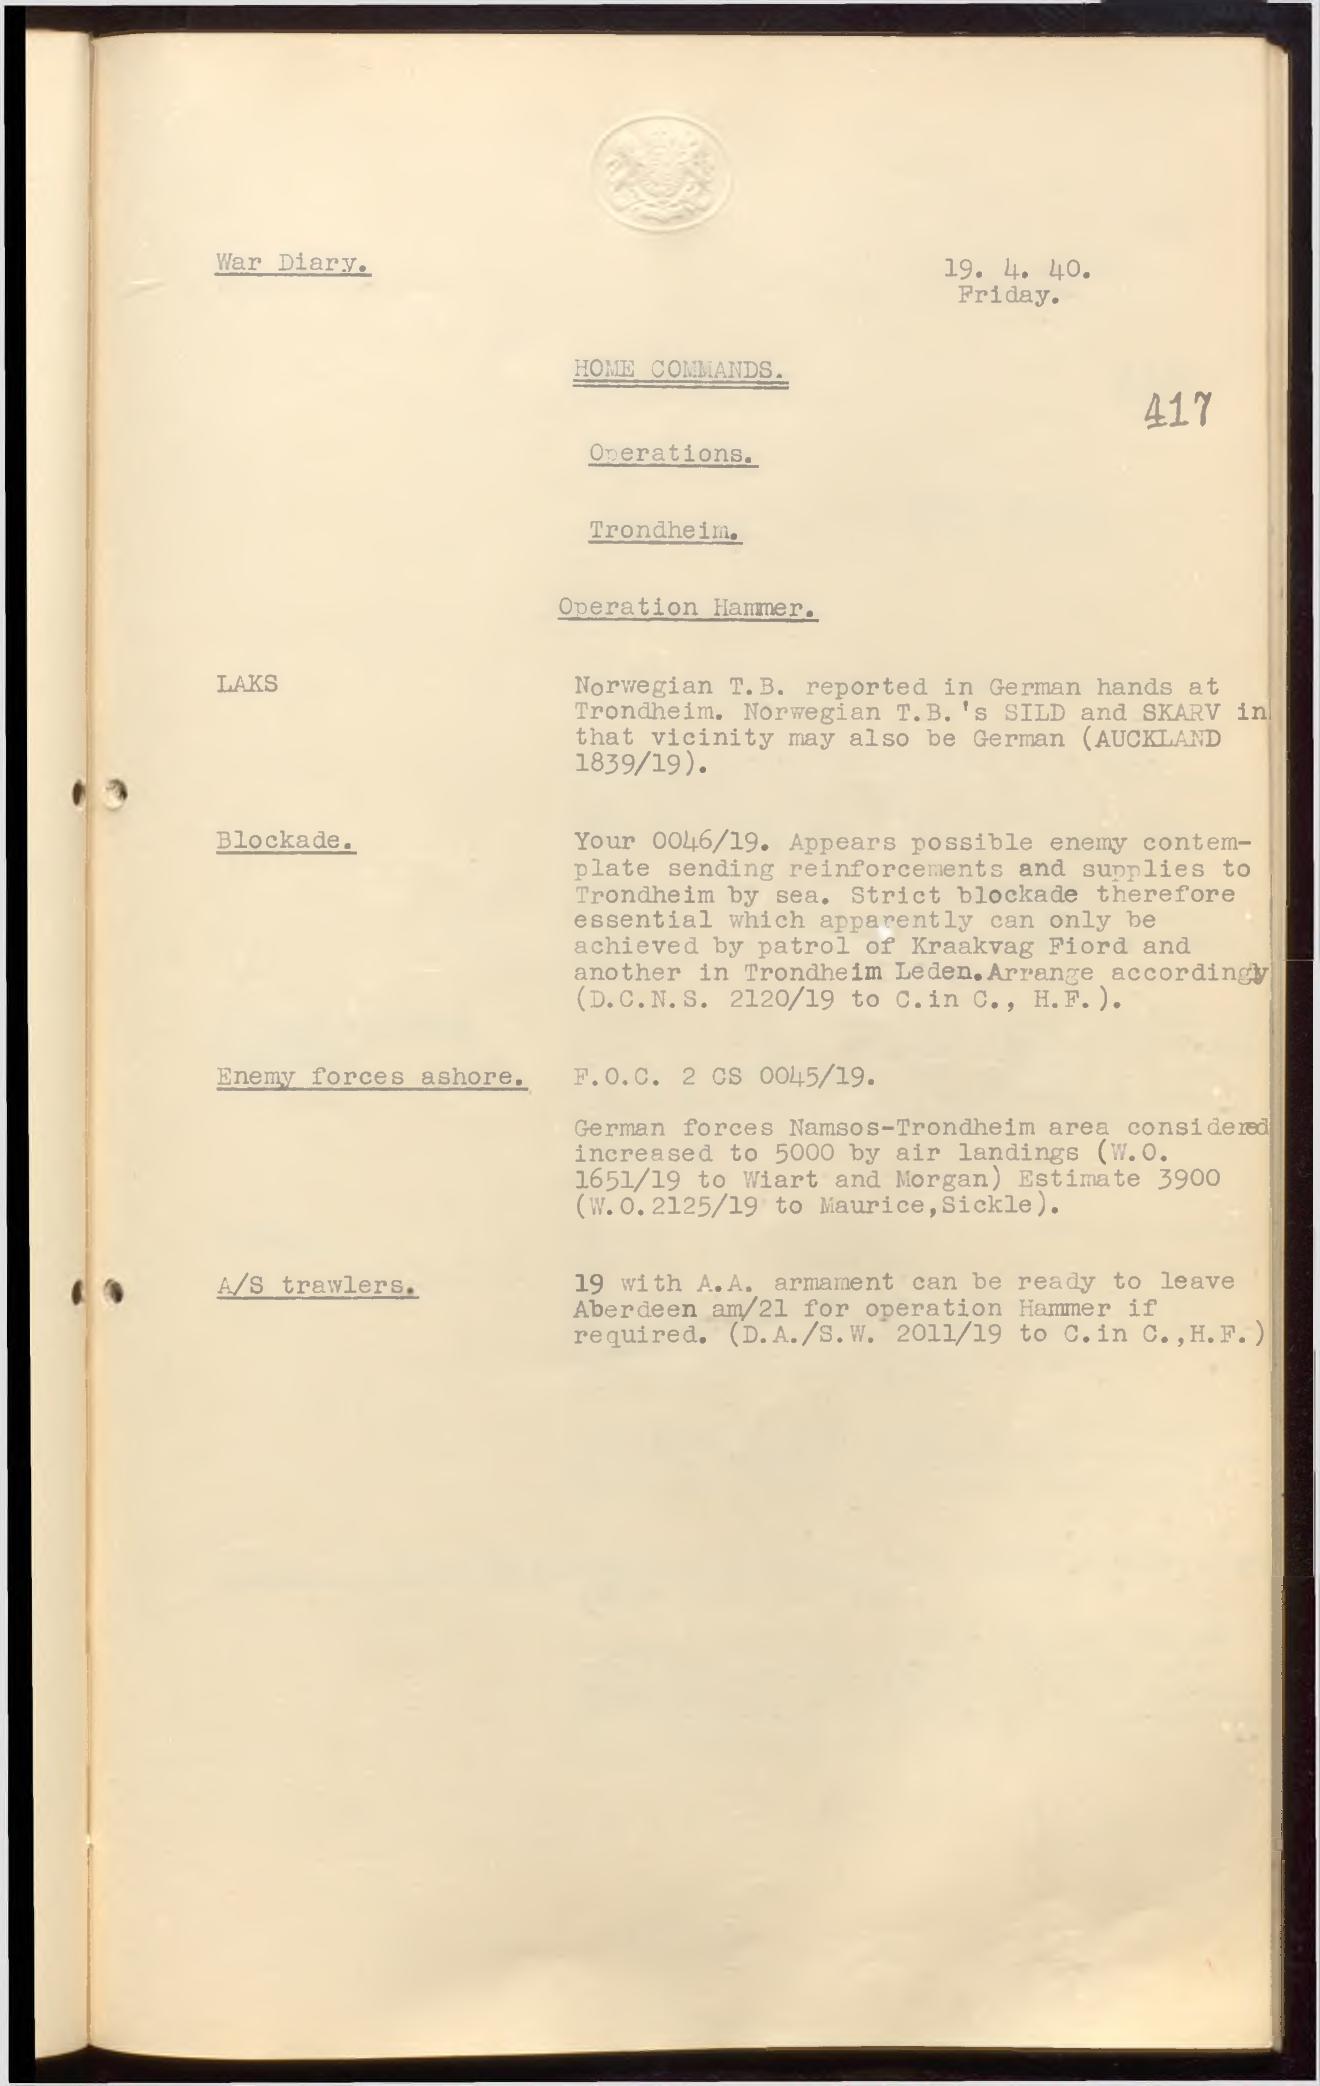 War Diary.
19. 4. 40.
Friday.
HOME COMMANDS.
417
Operations.
Trondheim.
Operation Hammer.
LAKS
Norwegian T.B. reported in German hands at
Trondheim. Norwegian T.B.'s SILD and SKARV in
that vicinity may also be German (AUCKLAND
1839/19).
Blockade.
Your 0046/19. Appears possible enemy contem-
plate sending reinforcements and supplies to
Trondheim by sea. Strict blockade therefore
essential which apparently can only be
achieved by patrol of Kraakvag Fiord and
another in Trondheim Leden.Arrange accordingly
(D.C.N.S. 2120/19 to C.in C., H.F.).
Enemy forces ashore.
F.O.C. 2 CS 0045/19.
German forces Namsos-Trondheim area considered
increased to 5000 by air landings (W.O.
1651/19 to Wiart and Morgan) Estimate 3900
(W.O.2125/19 to Maurice,Sickle).
A/S trawlers.
19 with A.A. armament can be ready to leave
Aberdeen am/21 for operation Hammer if
required. (D.A./S.W. 2011/19 to C.in C.,H.F.)